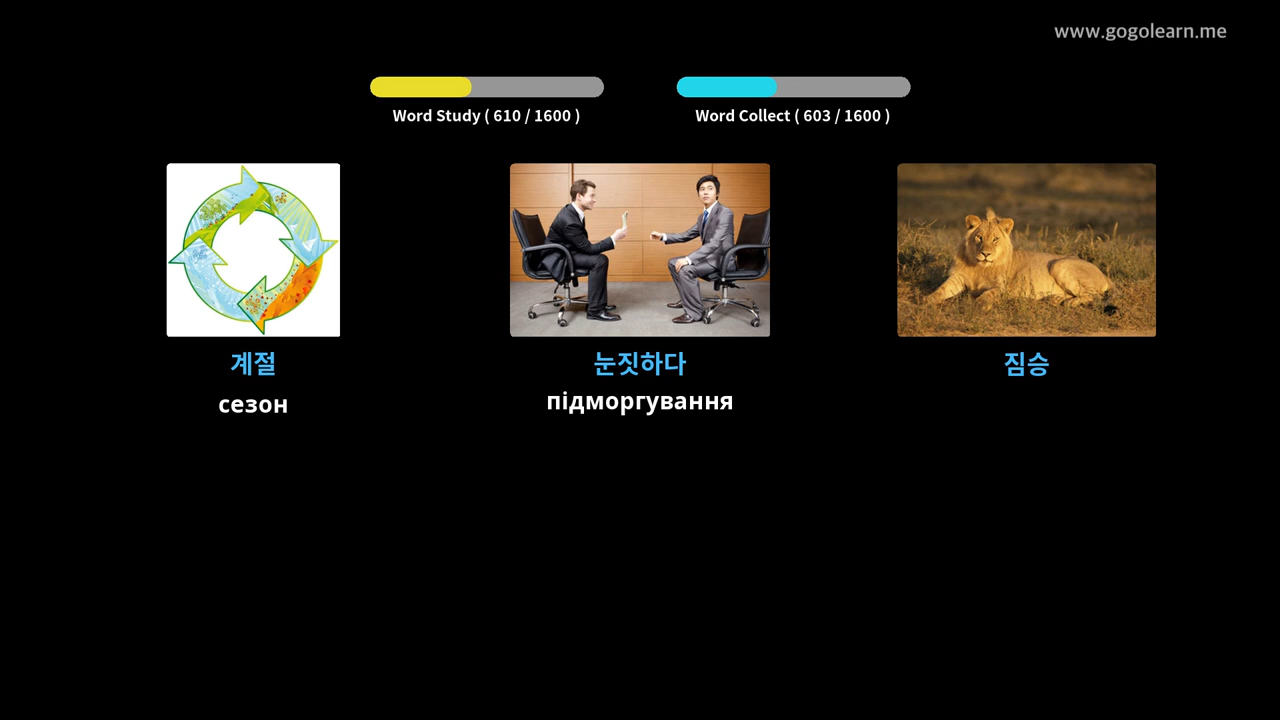 www.gogolearn.me
Word Study ( 610 / 1600 )
Word Collect ( 603 / 1600 )
계절
눈짓하다
짐승
сезон
підморгування